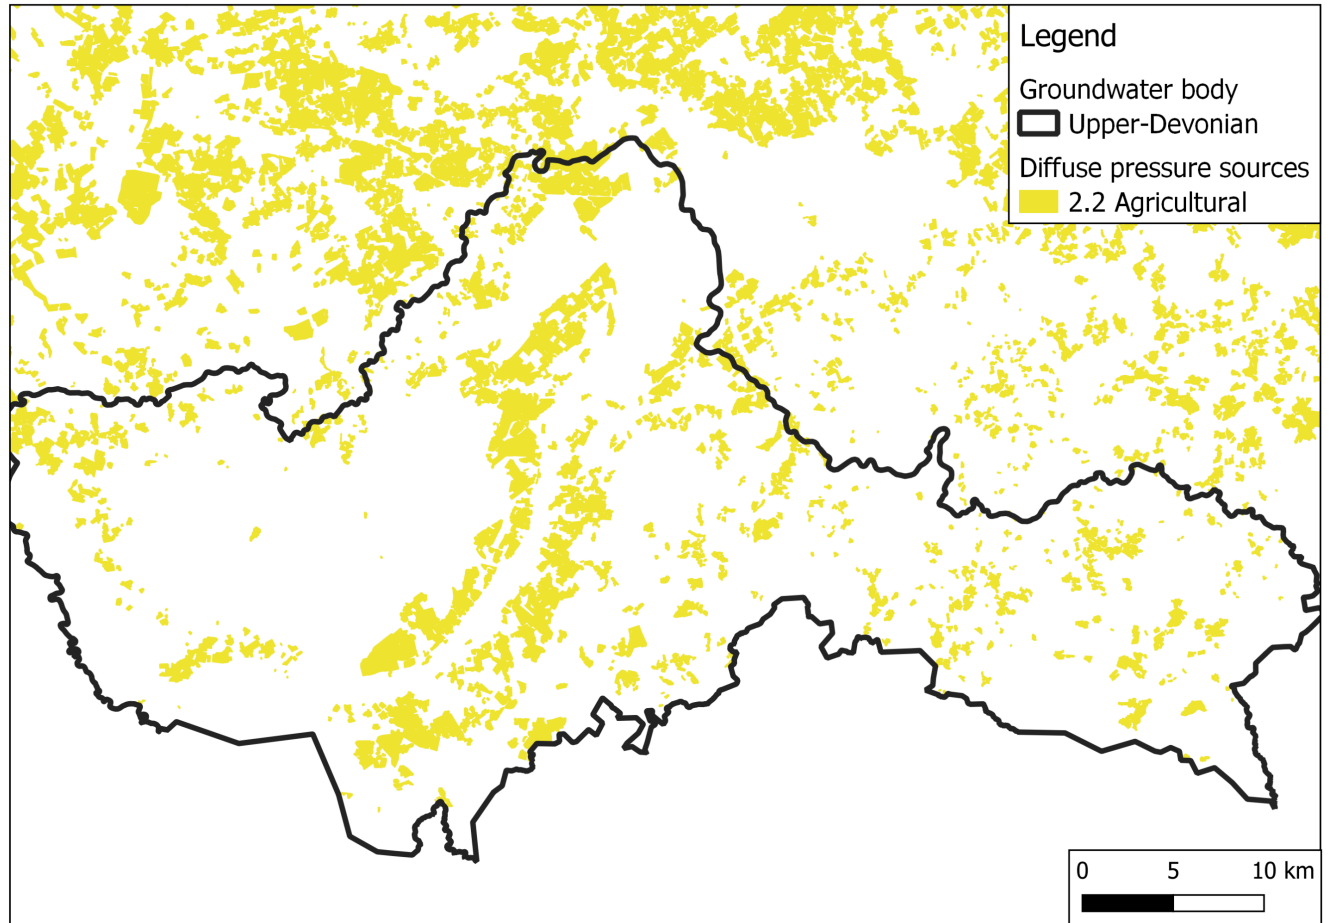 Legend
Groundwater body
Upper-Devonian
Diffuse pressure sources
2.2 Agricultural
0 5 10 km